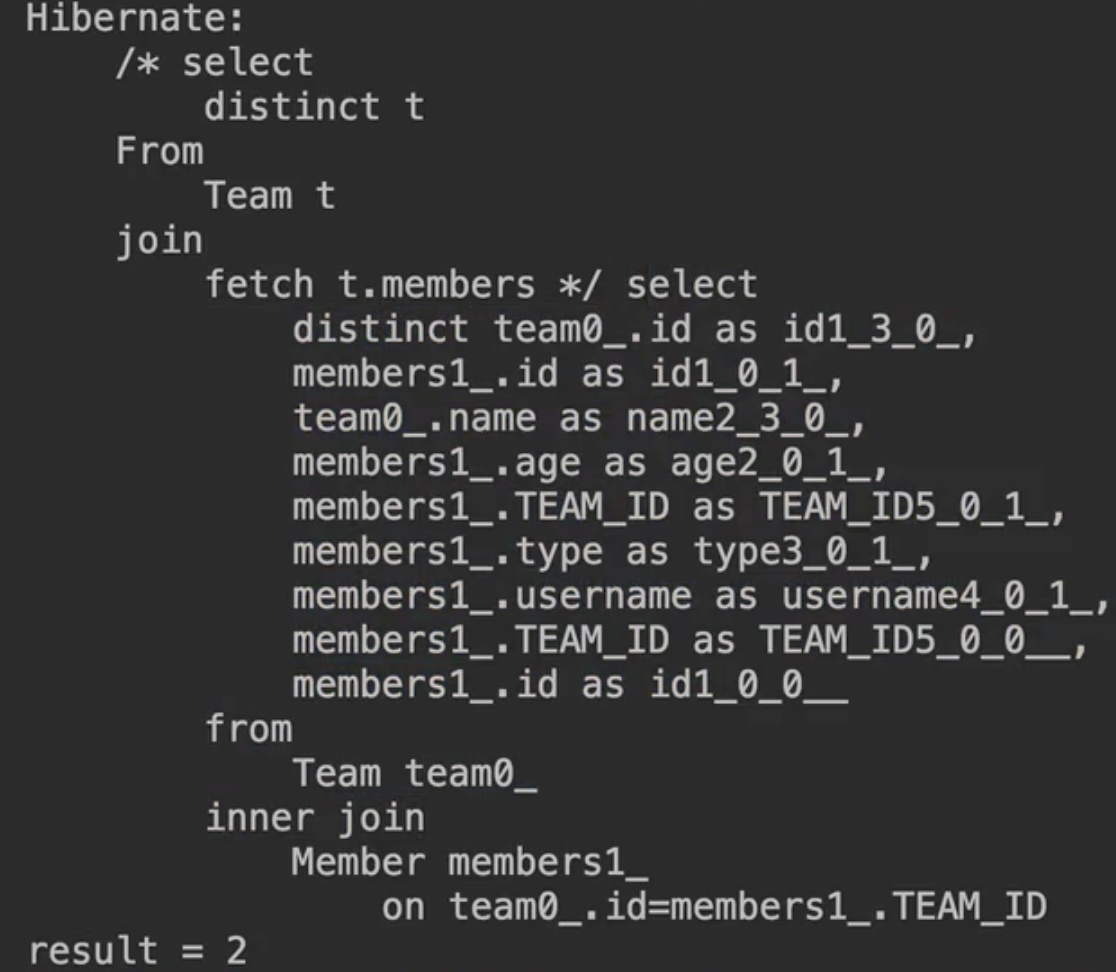 Hibernate:
    /* select
        distinct t
    From
        Team t
    join
        fetch t.members */ select
            distinct team0_.id as id1_3_0_,
            members1_.id as id1_0_1_,
            team0_.name as name2_3_0_,
            members1_.age as age2_0_1_,
            members1_.TEAM_ID as TEAM_ID5_0_1_,
            members1_.type as type3_0_1_,
            members1_.username as username4_0_1_,
            members1_.TEAM_ID as TEAM_ID5_0_0__,
            members1_.id as id1_0_0__
        from
            Team team0_
        inner join
            Member members1_
                on team0_.id=members1_.TEAM_ID
result = 2